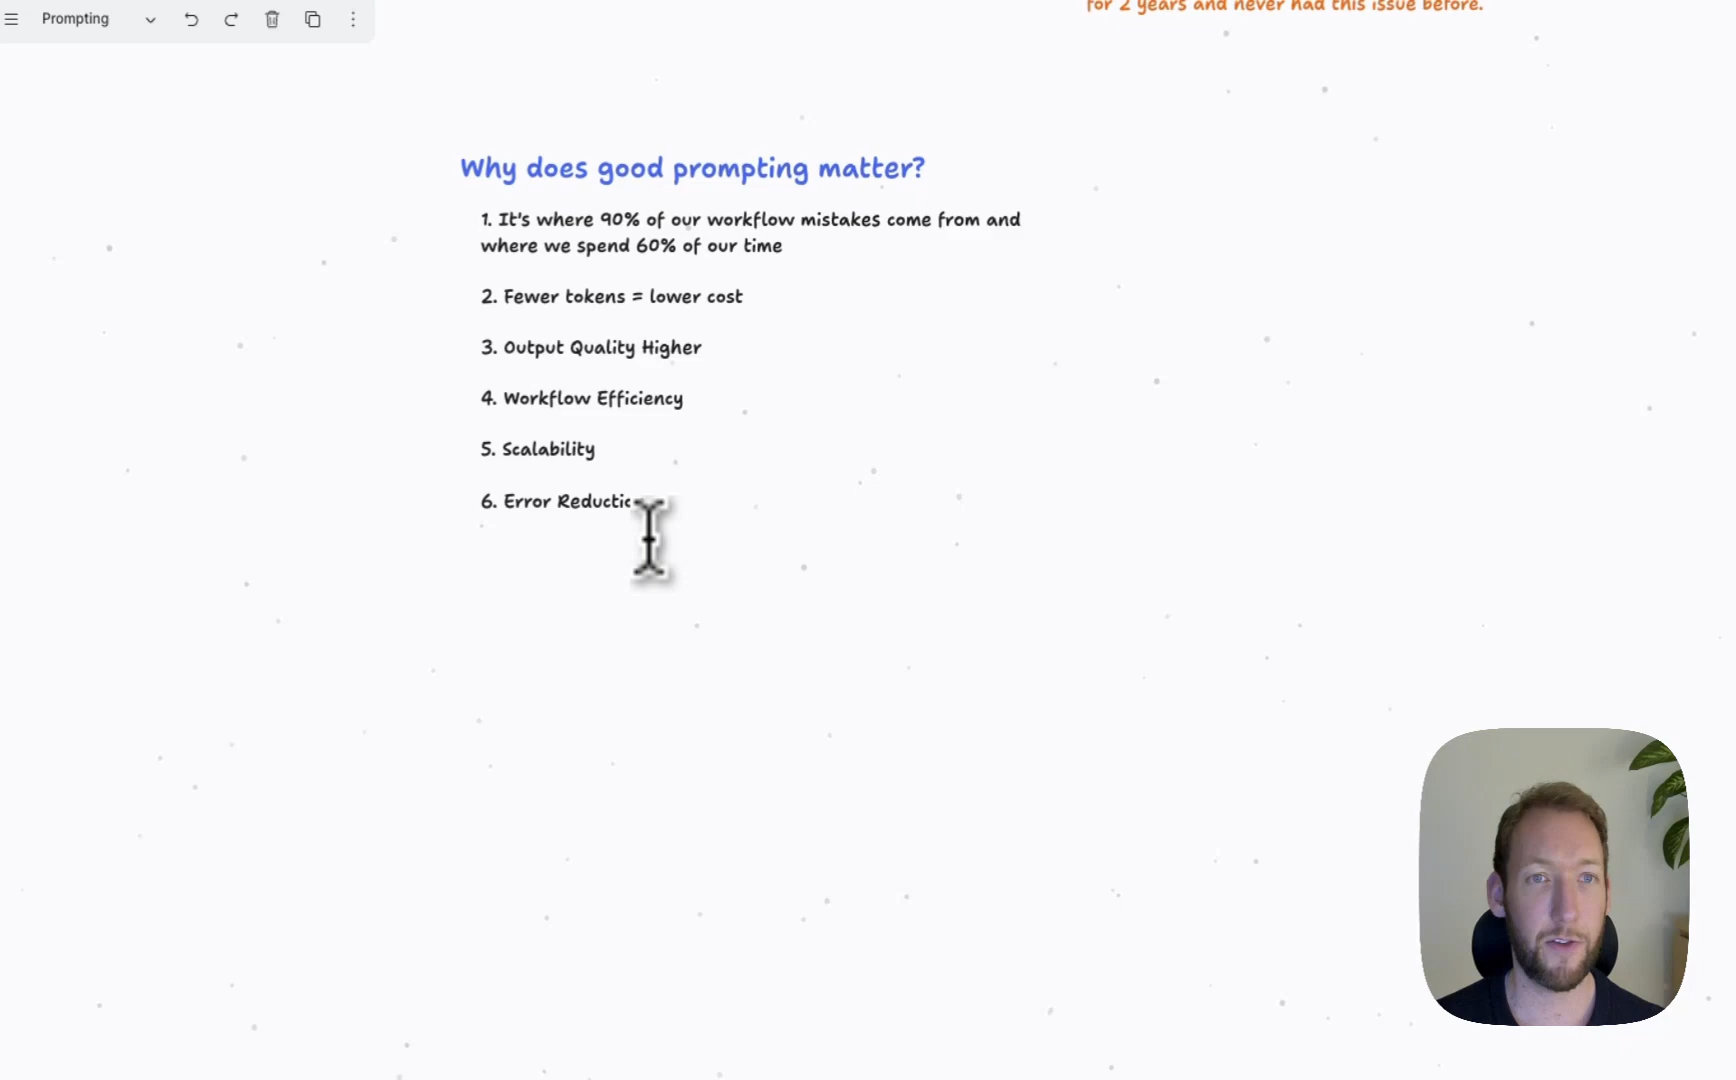 Prompting
for 2 years and never had this issue before.
Why does good prompting matter?
1. It's where 90% of our workflow mistakes come from and
where we spend 60% of our time
2. Fewer tokens = lower cost
3. Output Quality Higher
4. Workflow Efficiency
5. Scalability
6. Error Reductio